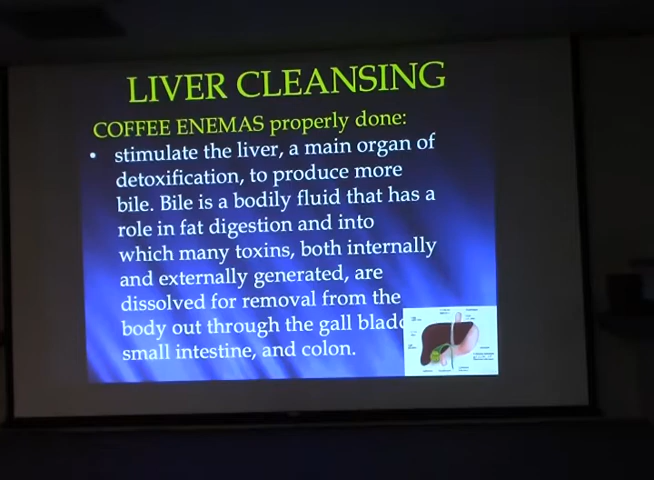 LIVER CLEANSING
COFFEE ENEMAS properly done:
• stimulate the liver, a main organ of
detoxification, to produce more
bile. Bile is a bodily fluid that has a
role in fat digestion and into
which many toxins, both internally
and externally generated, are
dissolved for removal from the
body out through the gall bladd
small intestine, and colon.